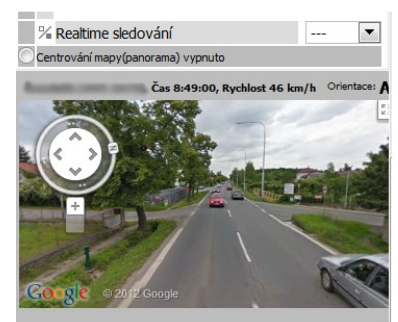 Realtime sledování
---
Centrování mapy(panorama) vypnuto
Čas 8:49:00, Rychlost 46 km/h Orientace: A
Google © 2012 Google